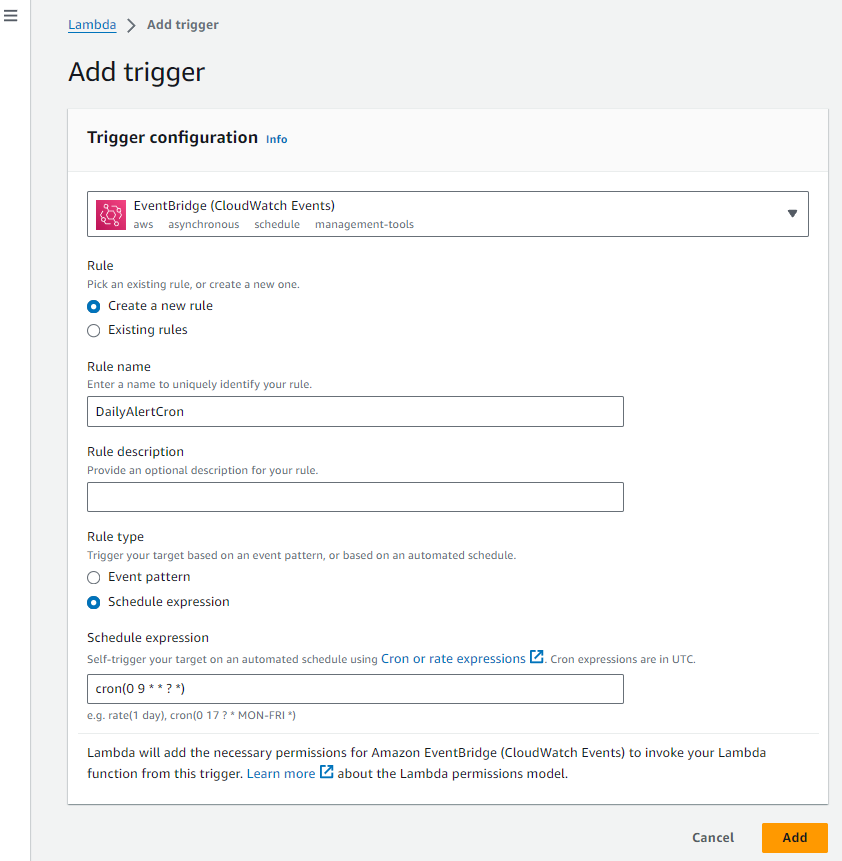 Lambda > Add trigger
Add trigger
Trigger configuration Info
EventBridge (CloudWatch Events)
aws asynchronous schedule management-tools
Rule
Pick an existing rule, or create a new one.
Create a new rule
Existing rules
Rule name
Enter a name to uniquely identify your rule.
DailyAlertCron
Rule description
Provide an optional description for your rule.
Rule type
Trigger your target based on an event pattern, or based on an automated schedule.
Event pattern
Schedule expression
Schedule expression
Self-trigger your target on an automated schedule using Cron or rate expressions. Cron expressions are in UTC.
cron(0 9 * * ? *)
e.g. rate(1 day), cron(0 17 ? * MON-FRI *)
Lambda will add the necessary permissions for Amazon EventBridge (CloudWatch Events) to invoke your Lambda
function from this trigger. Learn more about the Lambda permissions model.
Cancel Add